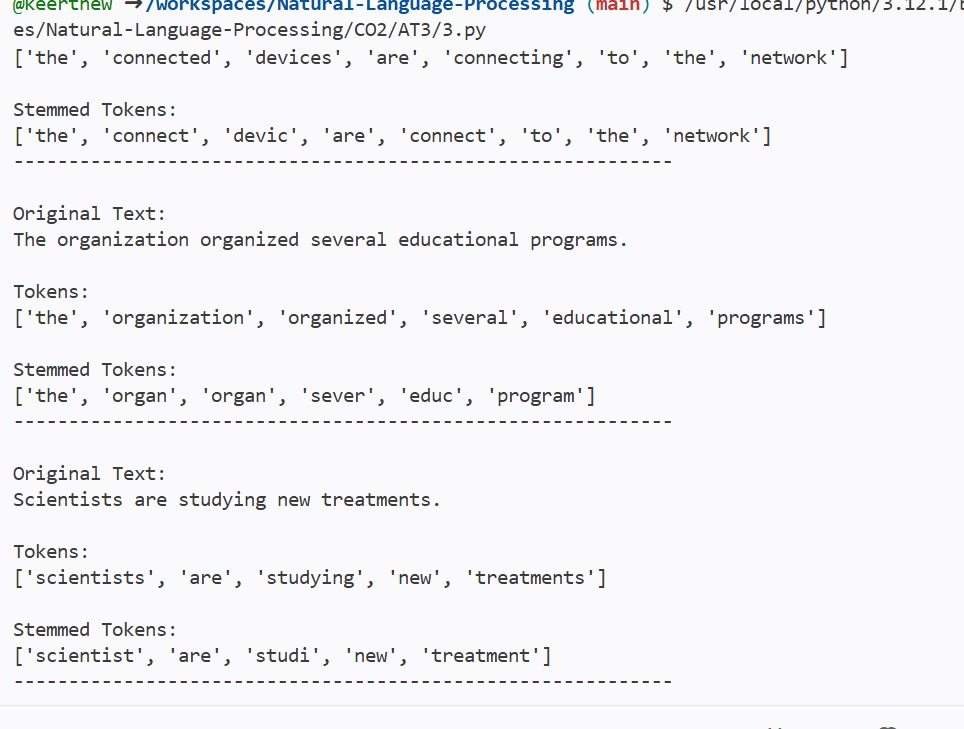 @keerthew →/workspaces/Natural-Language-Processing (main) $ /usr/local/python/3.12.1/b
es/Natural-Language-Processing/CO2/AT3/3.py
['the', 'connected', 'devices', 'are', 'connecting', 'to', 'the', 'network']
Stemmed Tokens:
['the', 'connect', 'devic', 'are', 'connect', 'to', 'the', 'network']
------------------------------------------------------------
Original Text:
The organization organized several educational programs.
Tokens:
['the', 'organization', 'organized', 'several', 'educational', 'programs']
Stemmed Tokens:
['the', 'organ', 'organ', 'sever', 'educ', 'program']
------------------------------------------------------------
Original Text:
Scientists are studying new treatments.
Tokens:
['scientists', 'are', 'studying', 'new', 'treatments']
Stemmed Tokens:
['scientist', 'are', 'studi', 'new', 'treatment']
------------------------------------------------------------